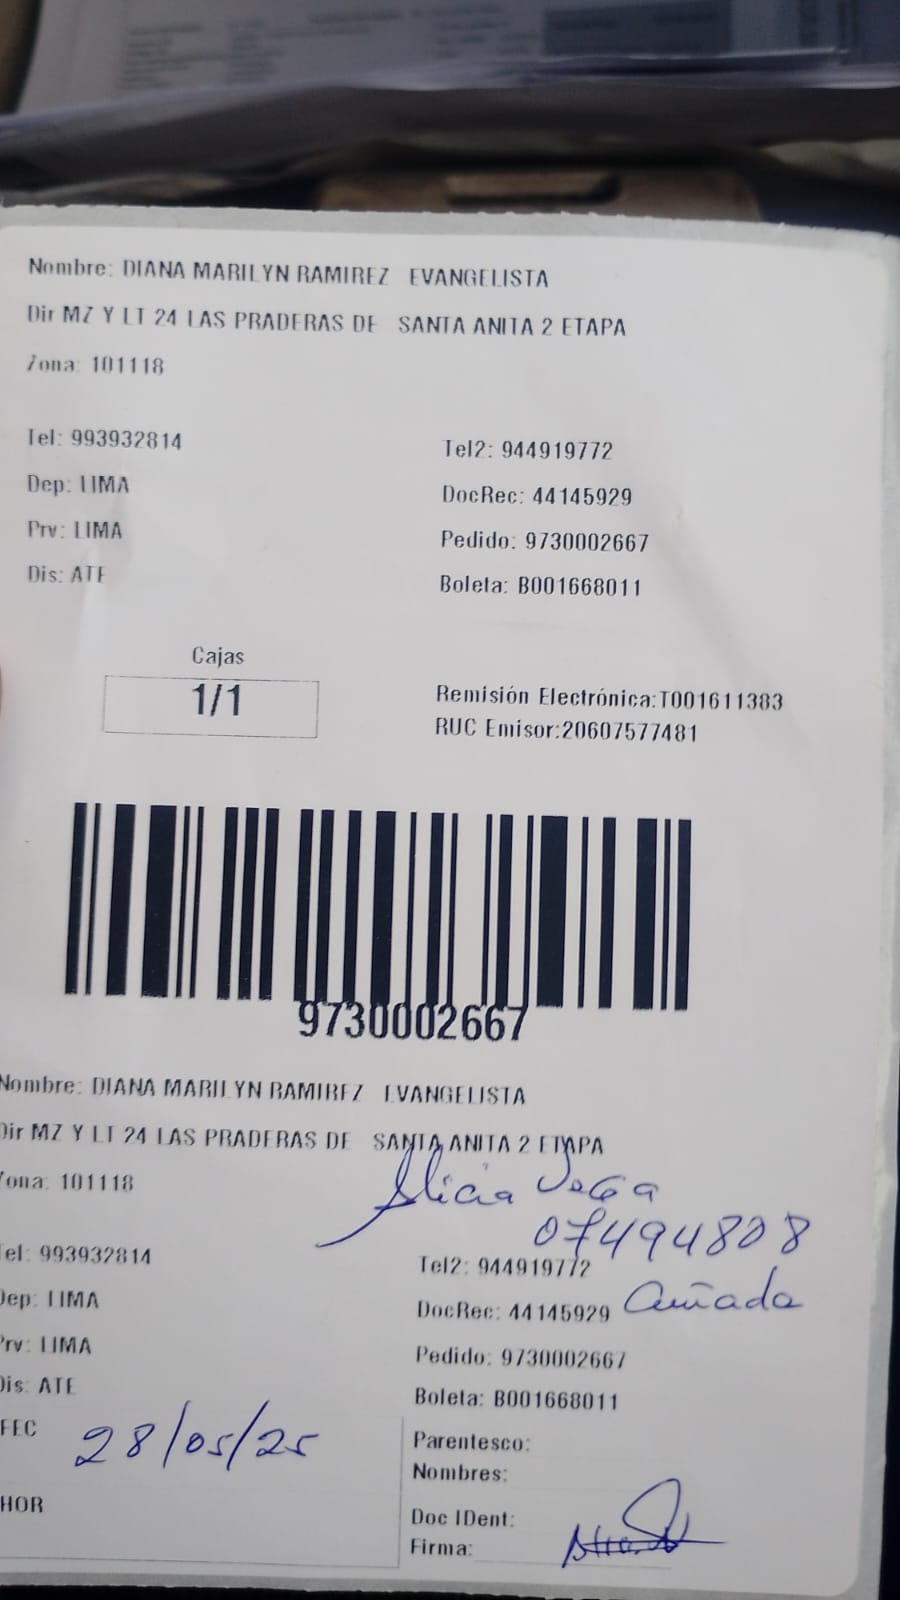 Nombre: DIANA MARILYN RAMIREZ EVANGELISTA
Dir MZ Y LT 24 LAS PRADERAS DE SANTA ANITA 2 ETAPA
Zona: 101118
Tel: 993932814
Tel2: 944919772
Dep: LIMA
DocRec: 44145929
Prv: LIMA
Pedido: 9730002667
Dis: ATE
Boleta: B001668011
Cajas
1/1
Remisión Electrónica:T001611383
RUC Emisor:20607577481
9730002667
Nombre: DIANA MARILYN RAMIREZ EVANGELISTA
Dir MZ Y LT 24 LAS PRADERAS DE SANTA ANITA 2 ETAPA
Zona: 101118
Alicia Vega
07494808
Tel: 993932814
Tel2: 944919772
Dep: LIMA
DocRec: 44145929
Cuñada
Prv: LIMA
Pedido: 9730002667
Dis: ATE
Boleta: B001668011
FEC 28/05/25
Parentesco:
Nombres:
HOR
Doc IDent:
Firma: